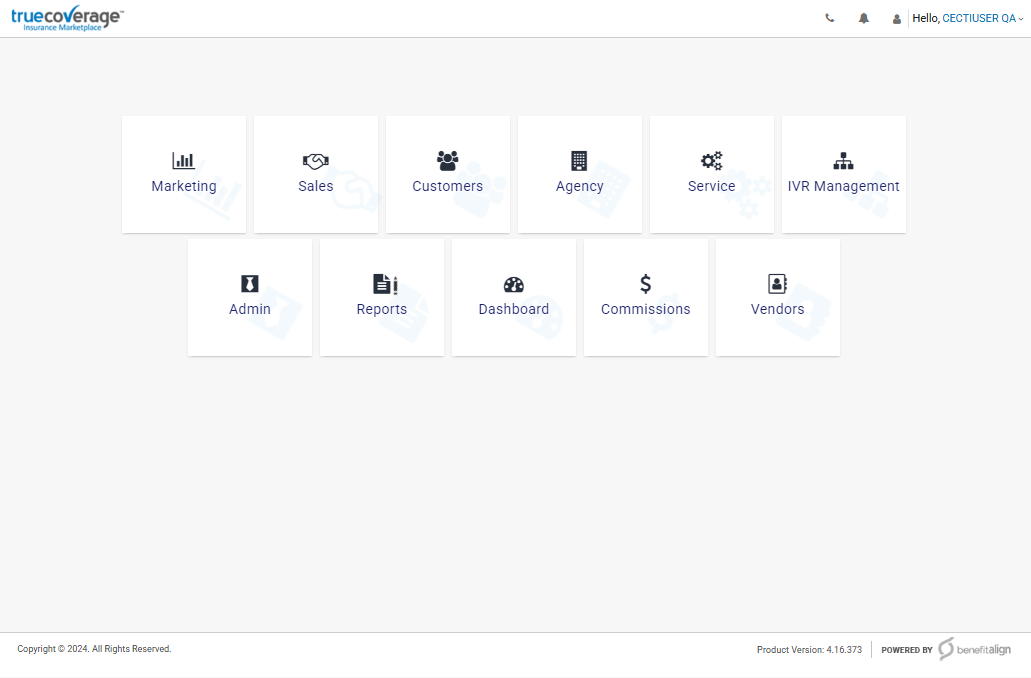 truecoverage™
Insurance Marketplace
Hello, CECTIUSER QA
Marketing
Sales
Customers
Agency
Service
IVR Management
Admin
Reports
Dashboard
Commissions
Vendors
Copyright © 2024. All Rights Reserved.
Product Version: 4.16.373
POWERED BY benefitalign